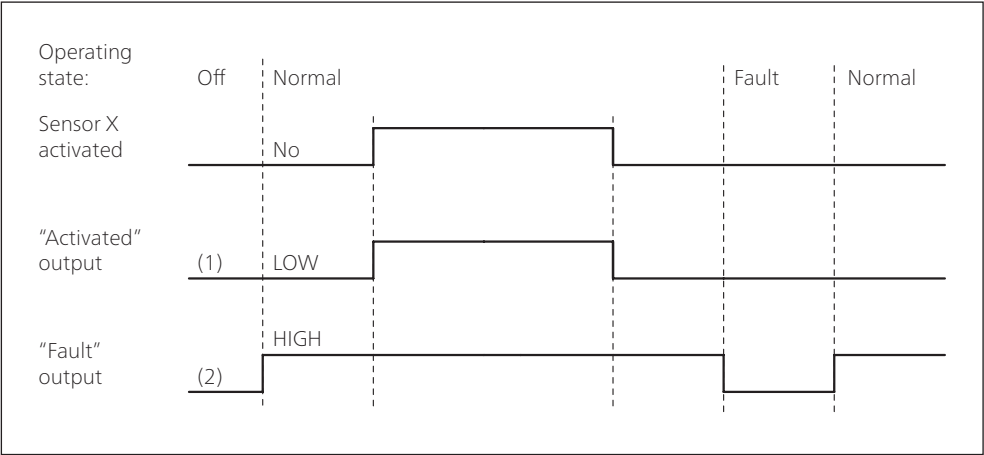 Operating
state:
Off
Normal
Fault
Normal
Sensor X
activated
No
“Activated”
output
(1)
LOW
HIGH
“Fault”
output
(2)